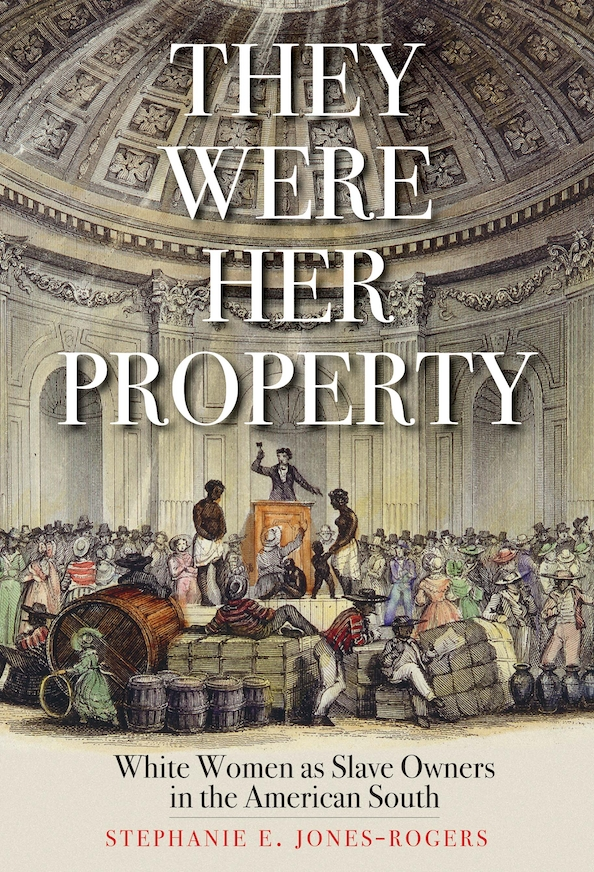 THEY
WERE
HER
PROPERTY
White Women as Slave Owners
in the American South
STEPHANIE E. JONES-ROGERS